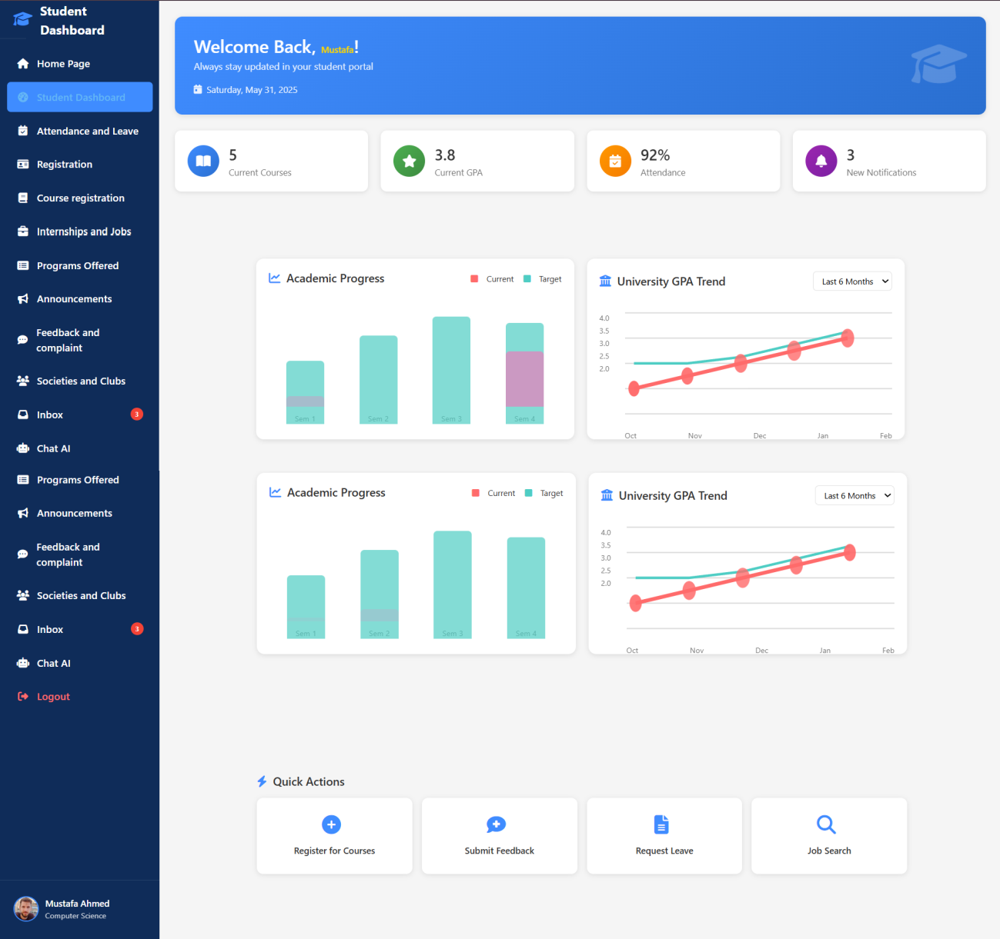 Student
Dashboard
Home Page
Student Dashboard
Attendance and Leave
Registration
Course registration
Internships and Jobs
Programs Offered
Announcements
Feedback and
complaint
Societies and Clubs
Inbox 3
Chat AI
Programs Offered
Announcements
Feedback and
complaint
Societies and Clubs
Inbox 3
Chat AI
Logout
Mustafa Ahmed
Computer Science
Welcome Back, Mustafa!
Always stay updated in your student portal
Saturday, May 31, 2025
5
Current Courses
3.8
Current GPA
92%
Attendance
3
New Notifications
Academic Progress
Current Target
Sem 1 Sem 2 Sem 3 Sem 4
University GPA Trend
Last 6 Months
4.0
3.5
3.0
2.5
2.0
Oct Nov Dec Jan Feb
Academic Progress
Current Target
Sem 1 Sem 2 Sem 3 Sem 4
University GPA Trend
Last 6 Months
4.0
3.5
3.0
2.5
2.0
Oct Nov Dec Jan Feb
Quick Actions
Register for Courses
Submit Feedback
Request Leave
Job Search